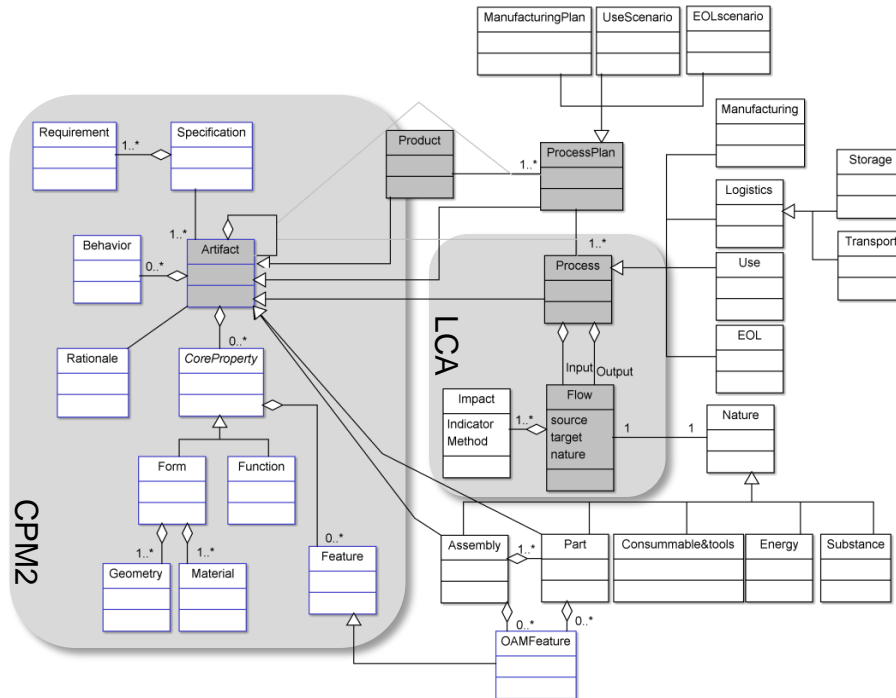 ManufacturingPlan
UseScenario
EOLscenario
Manufacturing
Storage
Logistics
Transport
Use
EOL
Requirement
1..*
Specification
Product
1..*
ProcessPlan
1..*
Behavior
0..*
Artifact
1..*
Process
LCA
Rationale
0..*
CoreProperty
Input
Output
Impact
Indicator
Method
1..*
Flow
source
target
nature
1
1
Nature
Form
Function
CPM2
1..*
1..*
Geometry
Material
0..*
Feature
Assembly
1..*
Part
Consummable&tools
Energy
Substance
0..*
0..*
OAMFeature